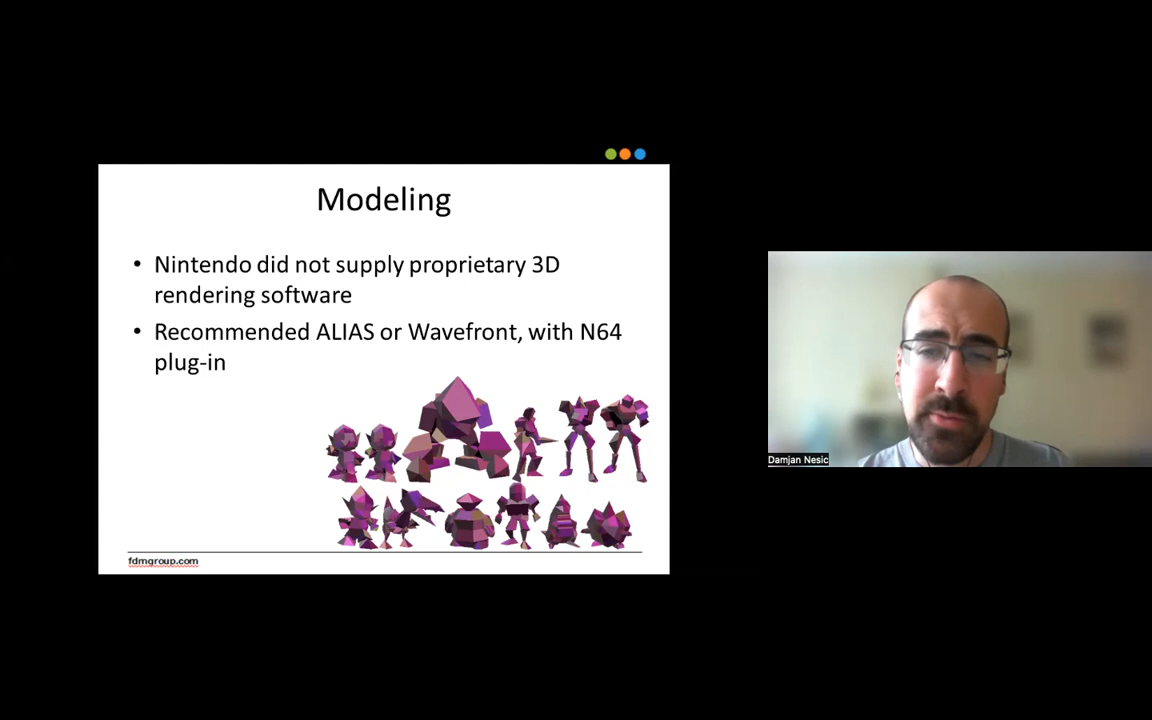 Modeling
• Nintendo did not supply proprietary 3D
rendering software
• Recommended ALIAS or Wavefront, with N64
plug-in
fdmgroup.com
Damjan Nesic